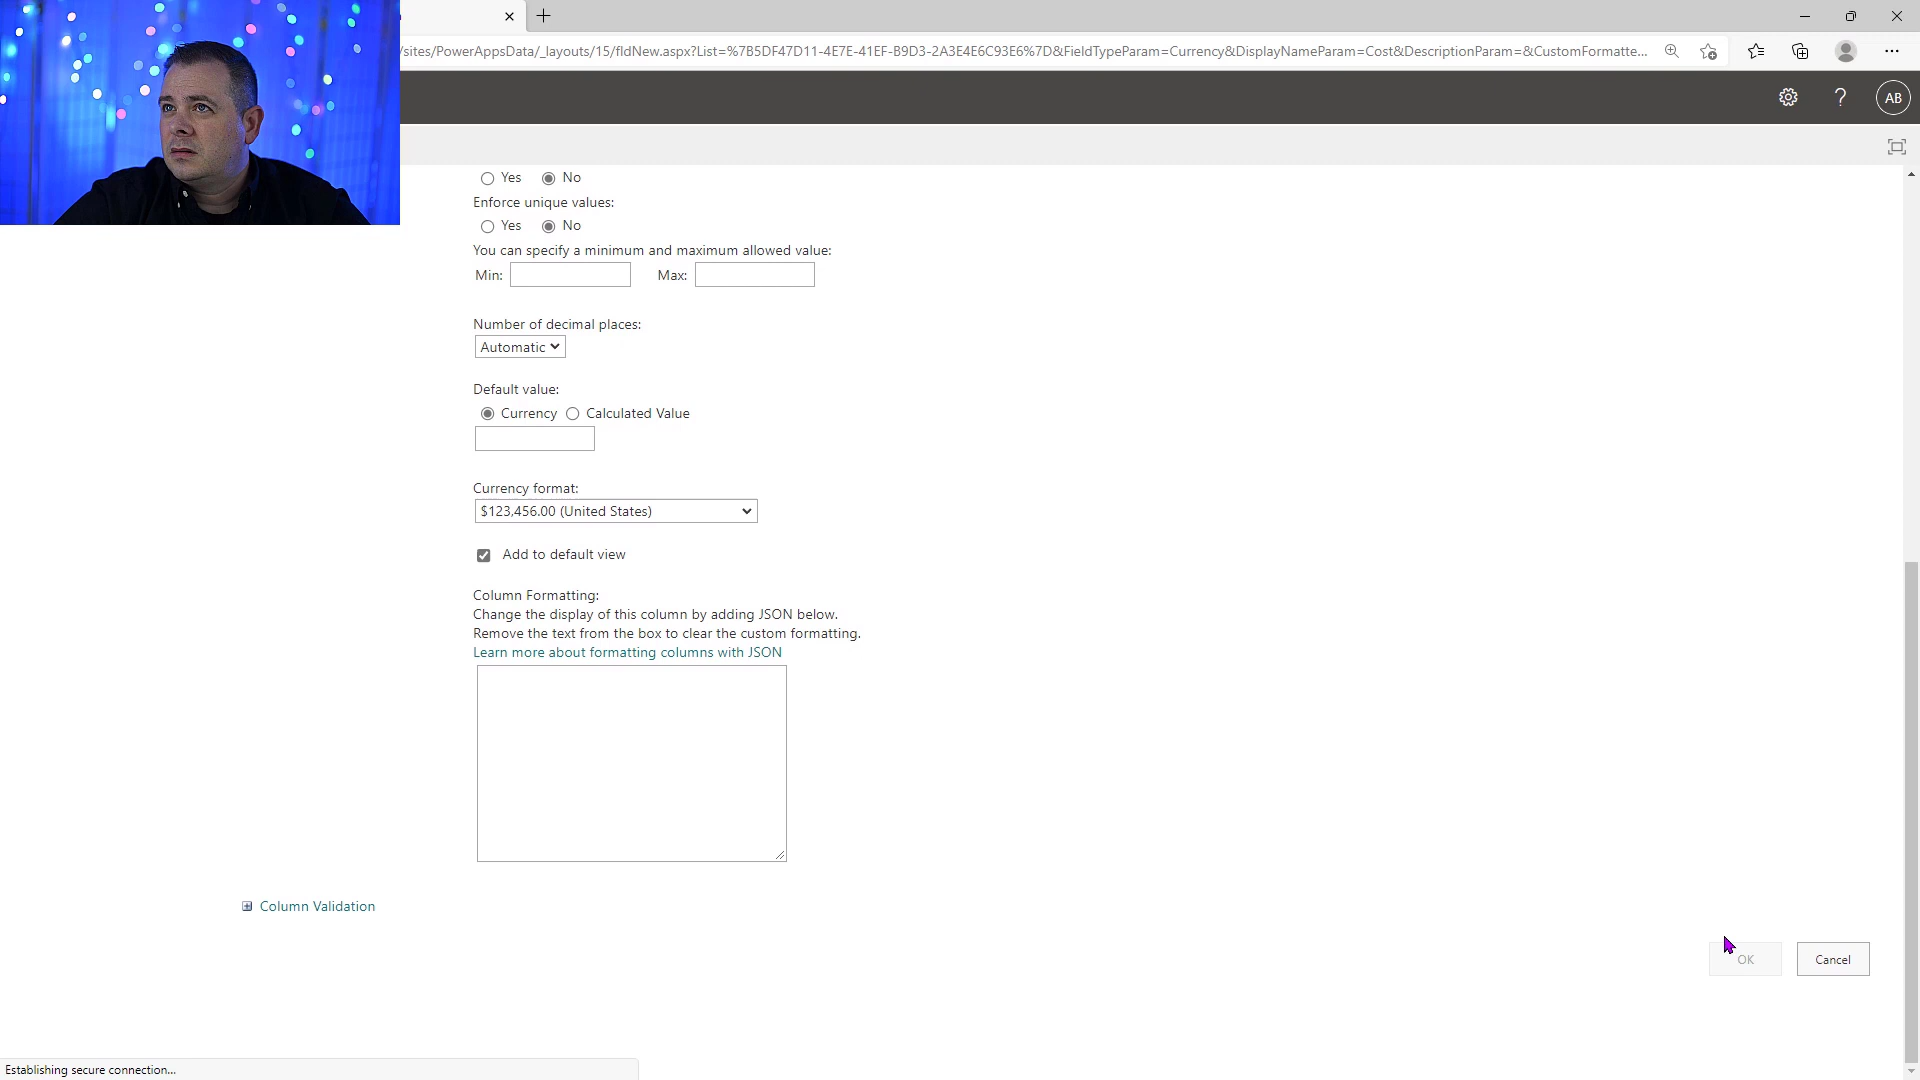 /sites/PowerAppsData/_layouts/15/fldNew.aspx?List=%7B5DF47D11-4E7E-41EF-B9D3-2A3E4E6C93E6%7D&FieldTypeParam=Currency&DisplayNameParam=Cost&DescriptionParam=&CustomFormatte...
AB
Yes No
Enforce unique values:
Yes No
You can specify a minimum and maximum allowed value:
Min: Max:
Number of decimal places:
Automatic
Default value:
Currency Calculated Value
Currency format:
$123,456.00 (United States)
Add to default view
Column Formatting:
Change the display of this column by adding JSON below.
Remove the text from the box to clear the custom formatting.
Learn more about formatting columns with JSON
Column Validation
OK Cancel
Establishing secure connection...